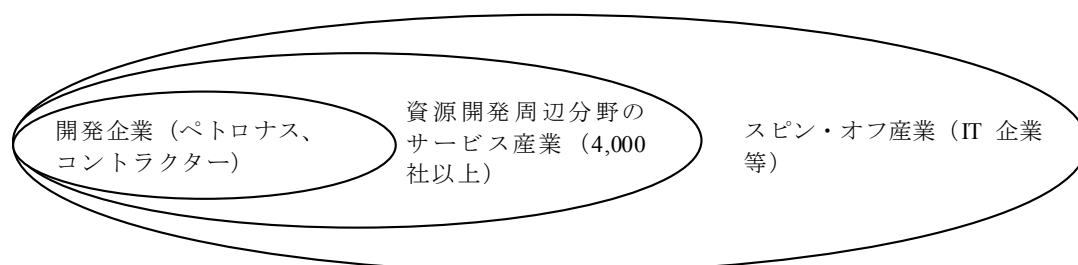 開発企業（ペトロナス、
コントラクター）
資源開発周辺分野の
サービス産業（4,000
社以上）
スピン・オフ産業（IT 企業
等）